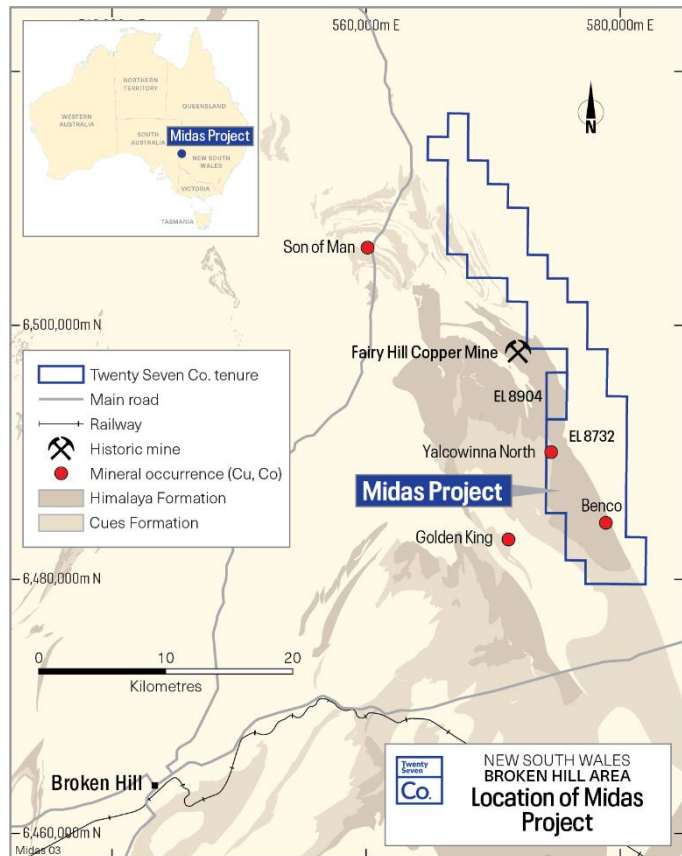 560,000m E
580,000m E
NORTHERN
TERRITORY
QUEENSLAND
WESTERN
AUSTRALIA
SOUTH
AUSTRALIA
Midas Project
NEW SOUTH
WALES
VICTORIA
TASMANIA
N
Son of Man
6,500,000m N
Fairy Hill Copper Mine
Twenty Seven Co. tenure
Main road
Railway
Historic mine
Mineral occurrence (Cu, Co)
Himalaya Formation
Cues Formation
EL 8904
EL 8732
Yalcowinna North
Midas Project
Benco
Golden King
6,480,000m N
0 10 20
Kilometres
Broken Hill
Twenty
Seven
Co.
NEW SOUTH WALES
BROKEN HILL AREA
Location of Midas
Project
6,460,000m N
Midas 03